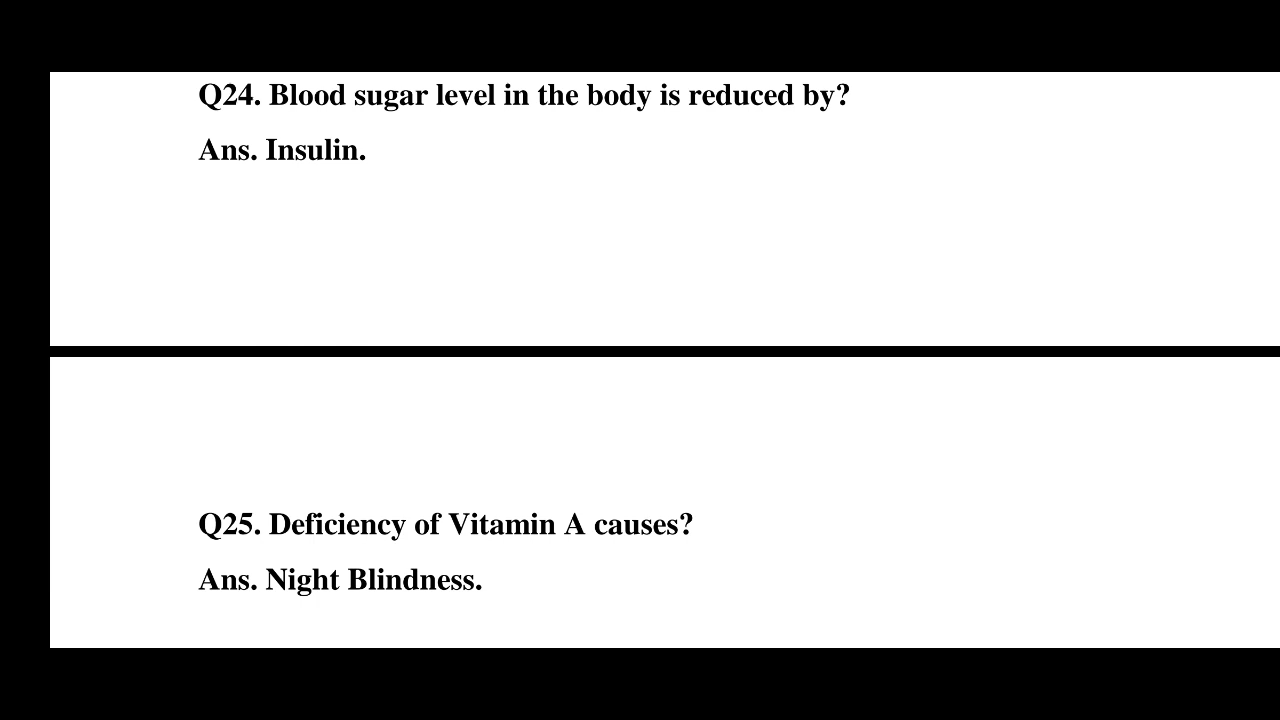 Q24. Blood sugar level in the body is reduced by?
Ans. Insulin.
Q25. Deficiency of Vitamin A causes?
Ans. Night Blindness.